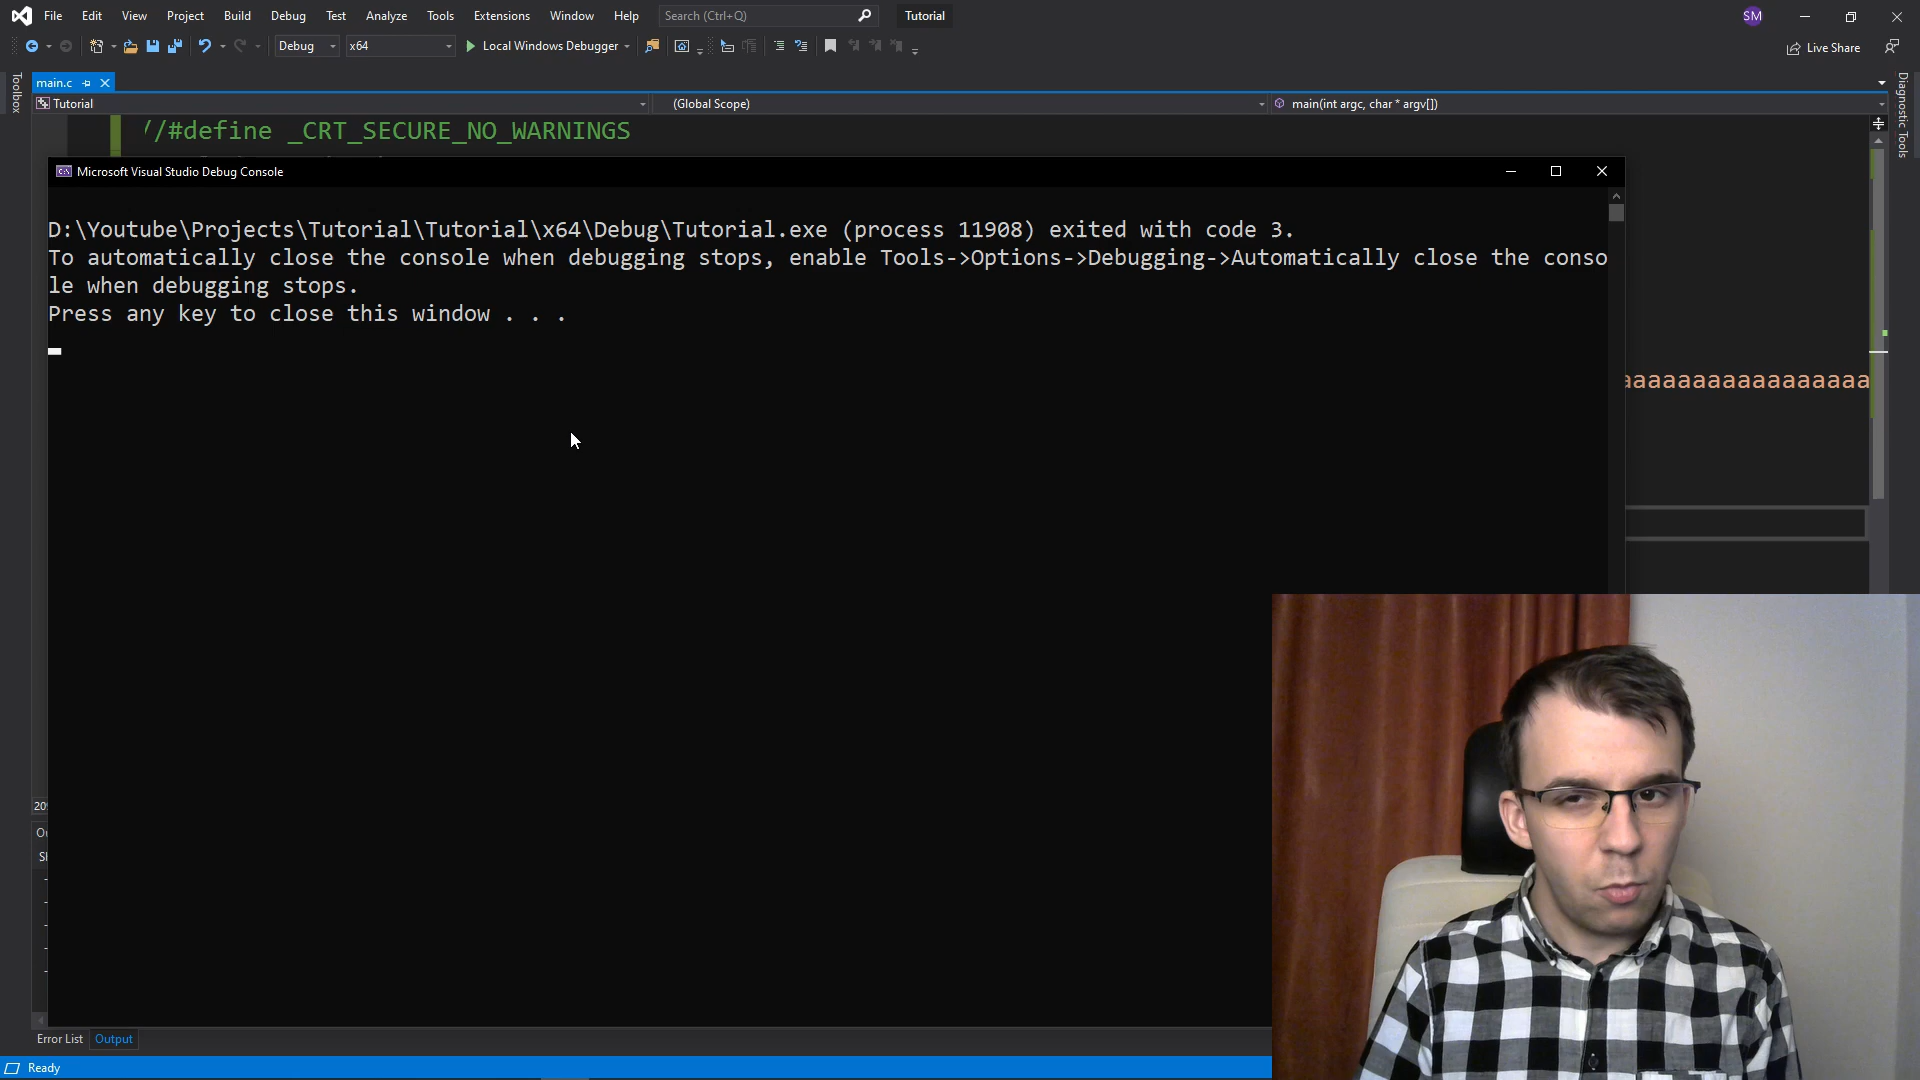 File Edit View Project Build Debug Test Analyze Tools Extensions Window Help Search (Ctrl+Q) Tutorial SM
Debug x64 Local Windows Debugger Live Share
Toolbox
main.c
Diagnostic Tools
Tutorial (Global Scope) main(int argc, char * argv[])
//#define _CRT_SECURE_NO_WARNINGS
Microsoft Visual Studio Debug Console
D:\Youtube\Projects\Tutorial\Tutorial\x64\Debug\Tutorial.exe (process 11908) exited with code 3.
To automatically close the console when debugging stops, enable Tools->Options->Debugging->Automatically close the conso
le when debugging stops.
Press any key to close this window . . .
aaaaaaaaaaaaaaaaa
Error List Output
Ready